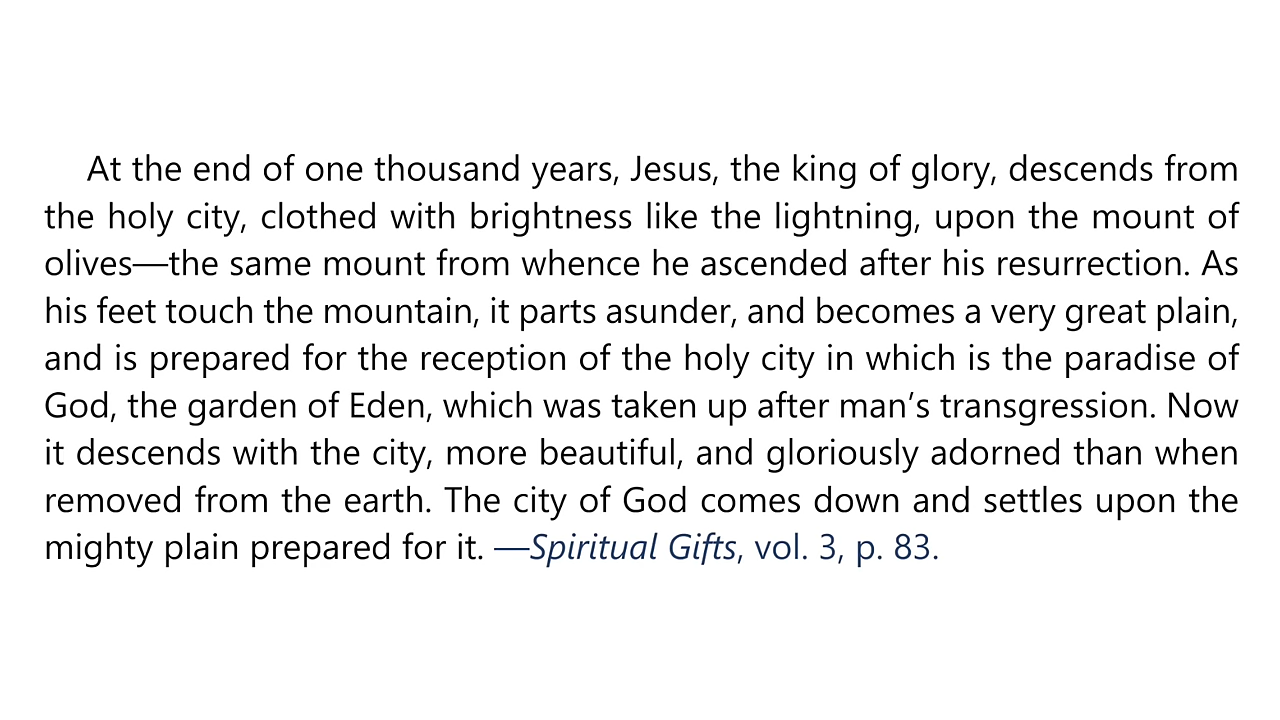 At the end of one thousand years, Jesus, the king of glory, descends from
the holy city, clothed with brightness like the lightning, upon the mount of
olives—the same mount from whence he ascended after his resurrection. As
his feet touch the mountain, it parts asunder, and becomes a very great plain,
and is prepared for the reception of the holy city in which is the paradise of
God, the garden of Eden, which was taken up after man’s transgression. Now
it descends with the city, more beautiful, and gloriously adorned than when
removed from the earth. The city of God comes down and settles upon the
mighty plain prepared for it. —Spiritual Gifts, vol. 3, p. 83.